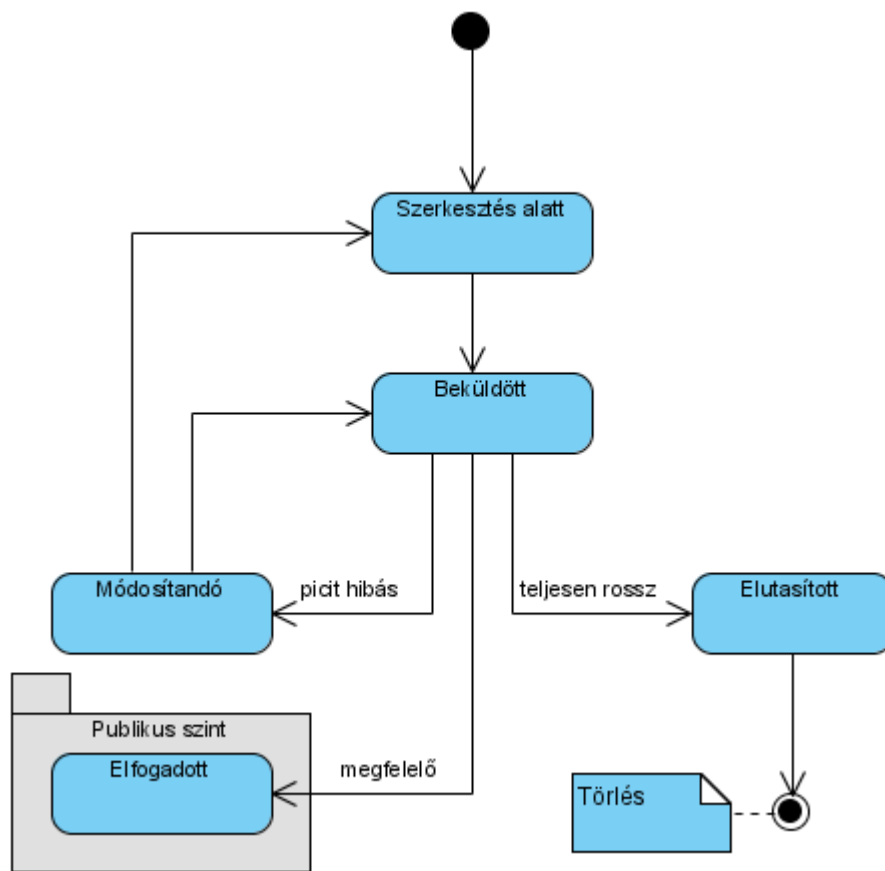 Szerkesztés alatt
Beküldött
Módosítandó
picit hibás
teljesen rossz
Elutasított
Publikus szint
Elfogadott
megfelelő
Törlés